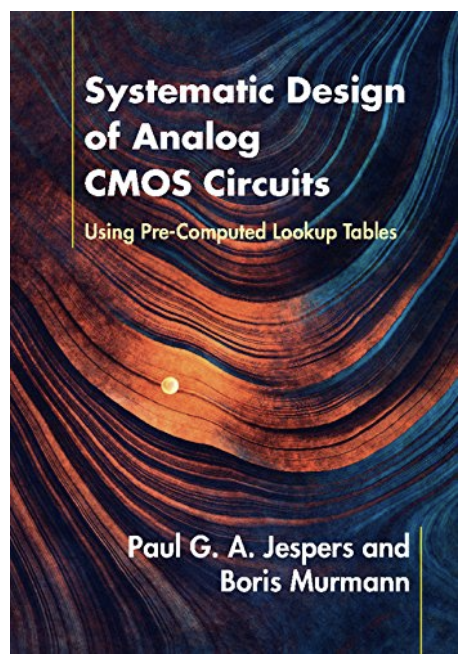 Systematic Design
of Analog
CMOS Circuits
Using Pre-Computed Lookup Tables
Paul G. A. Jespers and
Boris Murmann